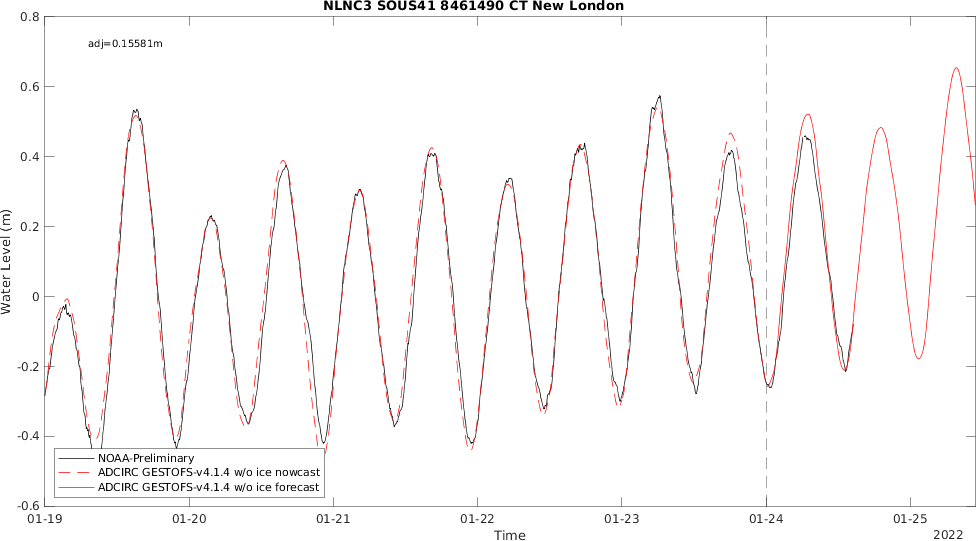 NLNC3 SOUS41 8461490 CT New London
adj=0.15581m
Water Level (m)
0.8
0.6
0.4
0.2
0
-0.2
-0.4
-0.6
NOAA-Preliminary
ADCIRC GESTOFS-v4.1.4 w/o ice nowcast
ADCIRC GESTOFS-v4.1.4 w/o ice forecast
01-19 01-20 01-21 01-22 01-23 01-24 01-25
Time
2022